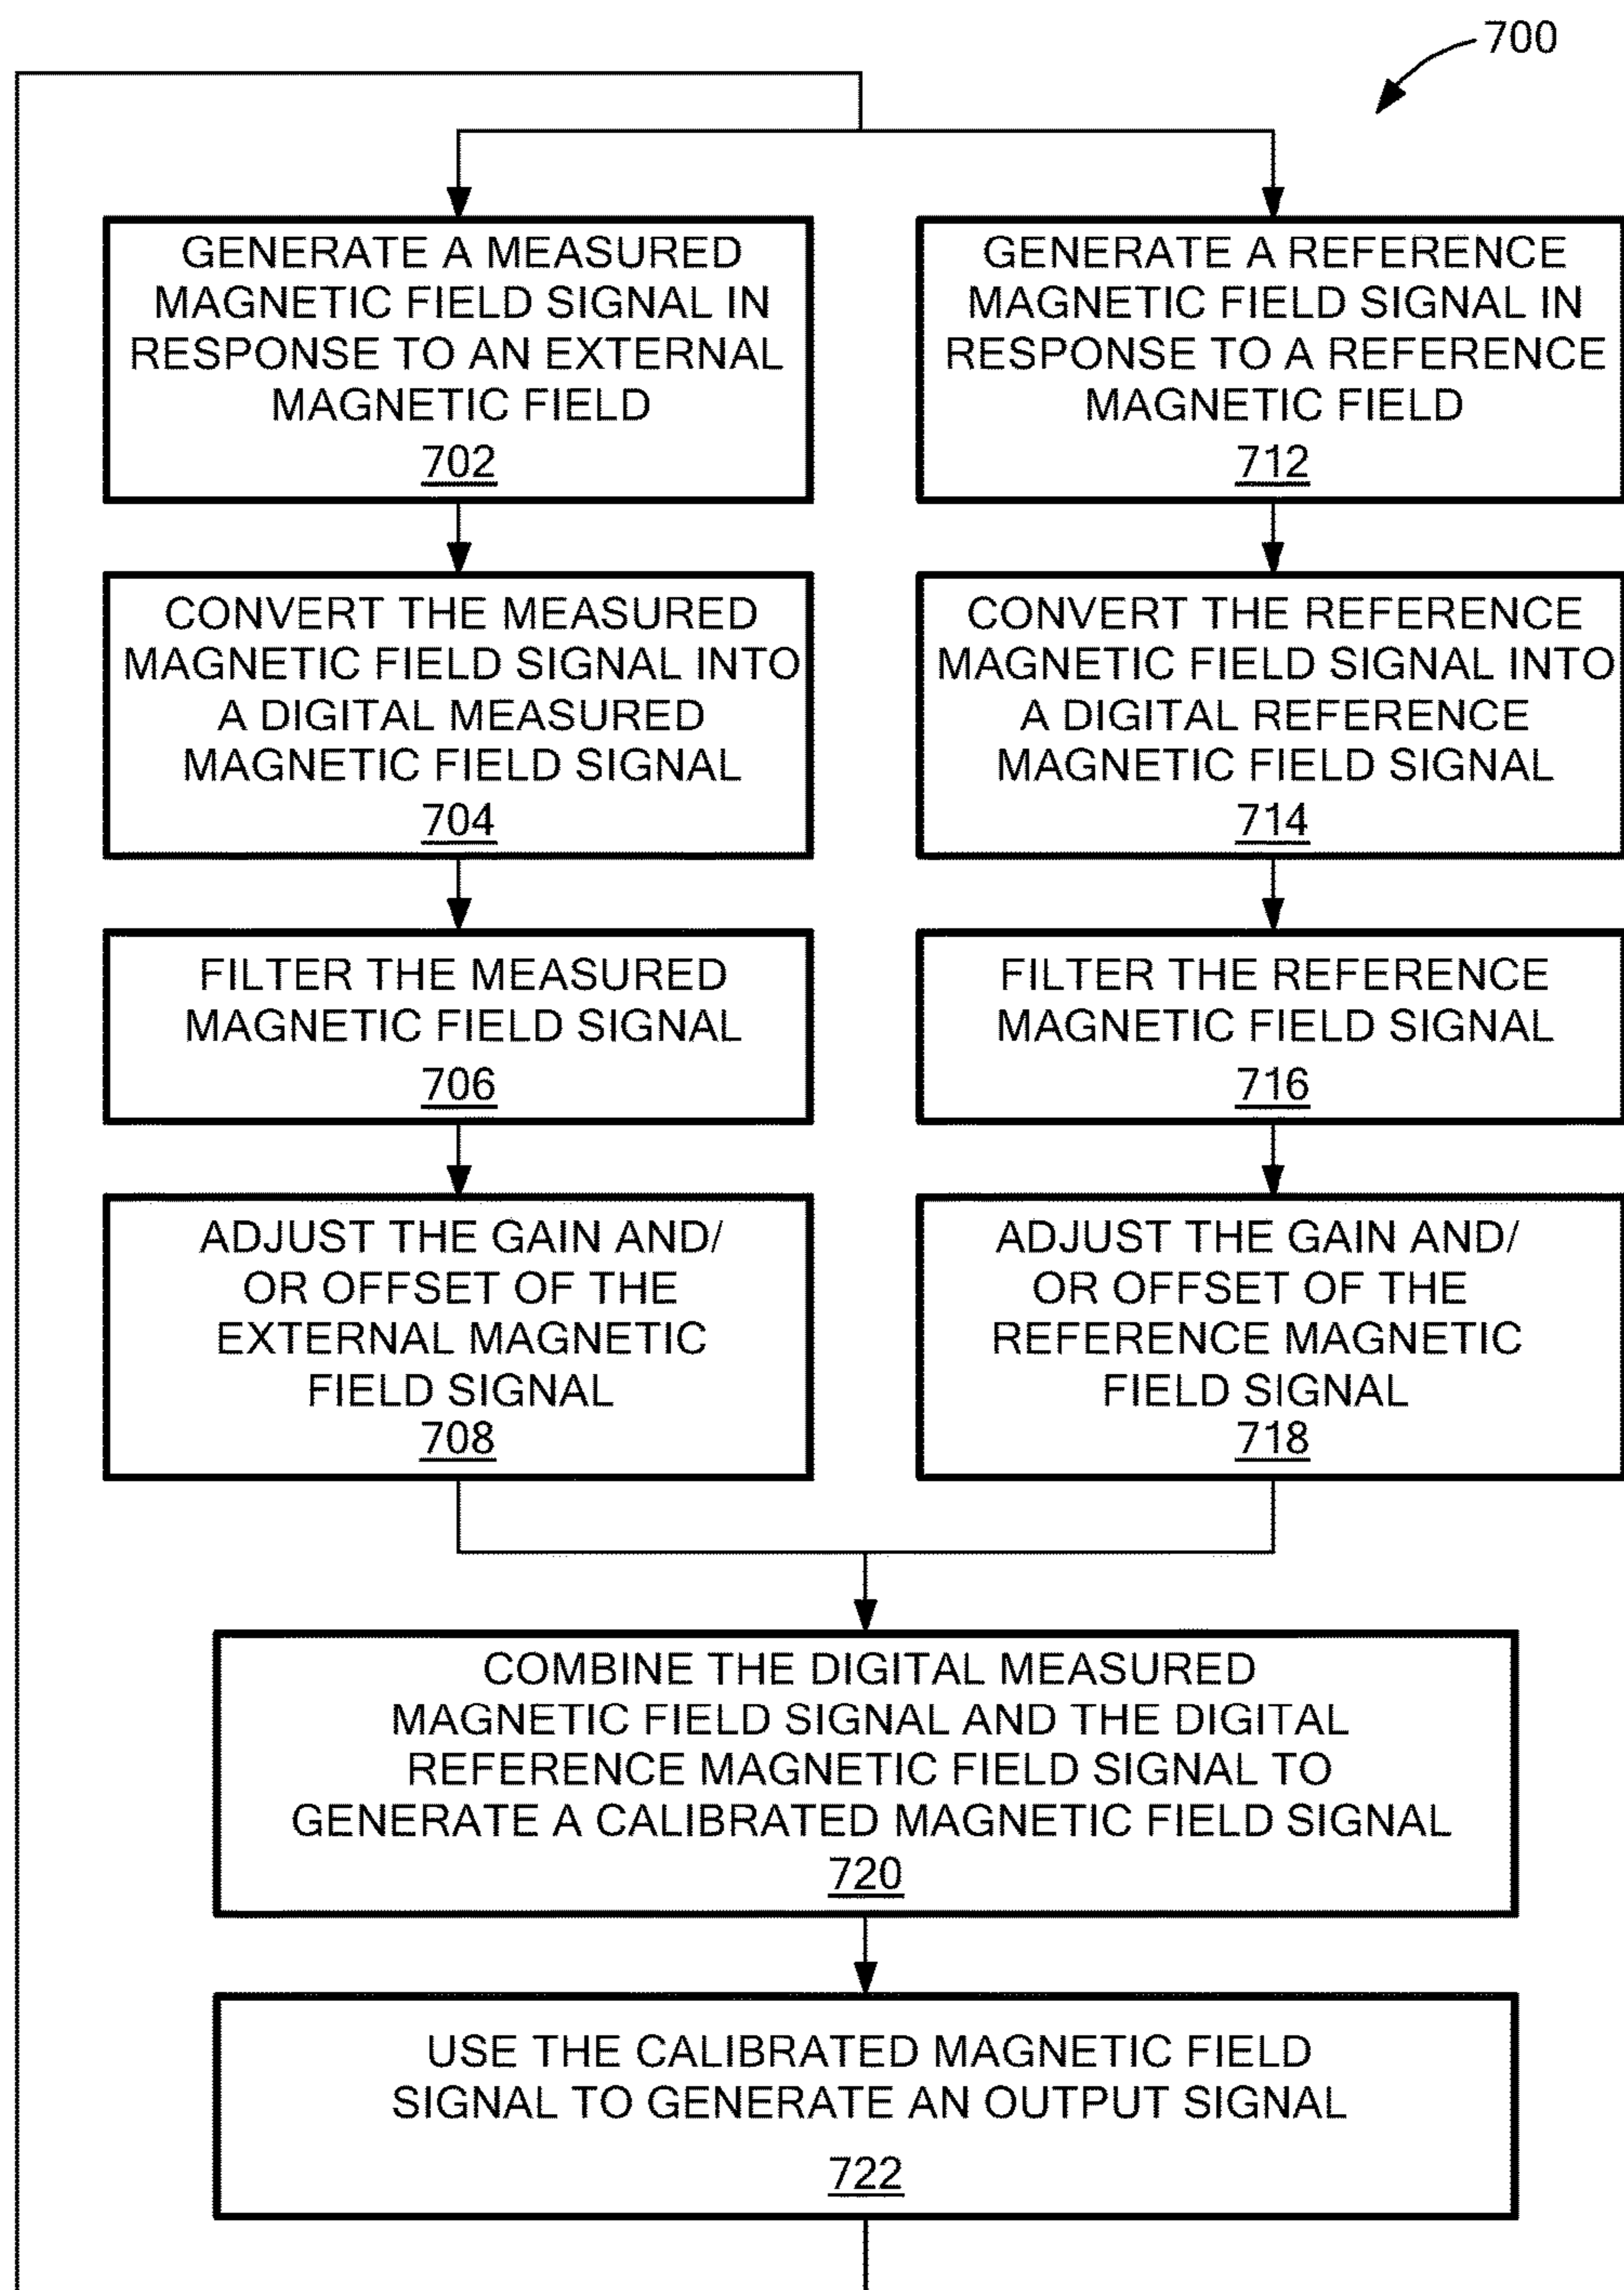 700
GENERATE A MEASURED
MAGNETIC FIELD SIGNAL IN
RESPONSE TO AN EXTERNAL
MAGNETIC FIELD
702
GENERATE A REFERENCE
MAGNETIC FIELD SIGNAL IN
RESPONSE TO A REFERENCE
MAGNETIC FIELD
712
CONVERT THE MEASURED
MAGNETIC FIELD SIGNAL INTO
A DIGITAL MEASURED
MAGNETIC FIELD SIGNAL
704
CONVERT THE REFERENCE
MAGNETIC FIELD SIGNAL INTO
A DIGITAL REFERENCE
MAGNETIC FIELD SIGNAL
714
FILTER THE MEASURED
MAGNETIC FIELD SIGNAL
706
FILTER THE REFERENCE
MAGNETIC FIELD SIGNAL
716
ADJUST THE GAIN AND/
OR OFFSET OF THE
EXTERNAL MAGNETIC
FIELD SIGNAL
708
ADJUST THE GAIN AND/
OR OFFSET OF THE
REFERENCE MAGNETIC
FIELD SIGNAL
718
COMBINE THE DIGITAL MEASURED
MAGNETIC FIELD SIGNAL AND THE DIGITAL
REFERENCE MAGNETIC FIELD SIGNAL TO
GENERATE A CALIBRATED MAGNETIC FIELD SIGNAL
720
USE THE CALIBRATED MAGNETIC FIELD
SIGNAL TO GENERATE AN OUTPUT SIGNAL
722